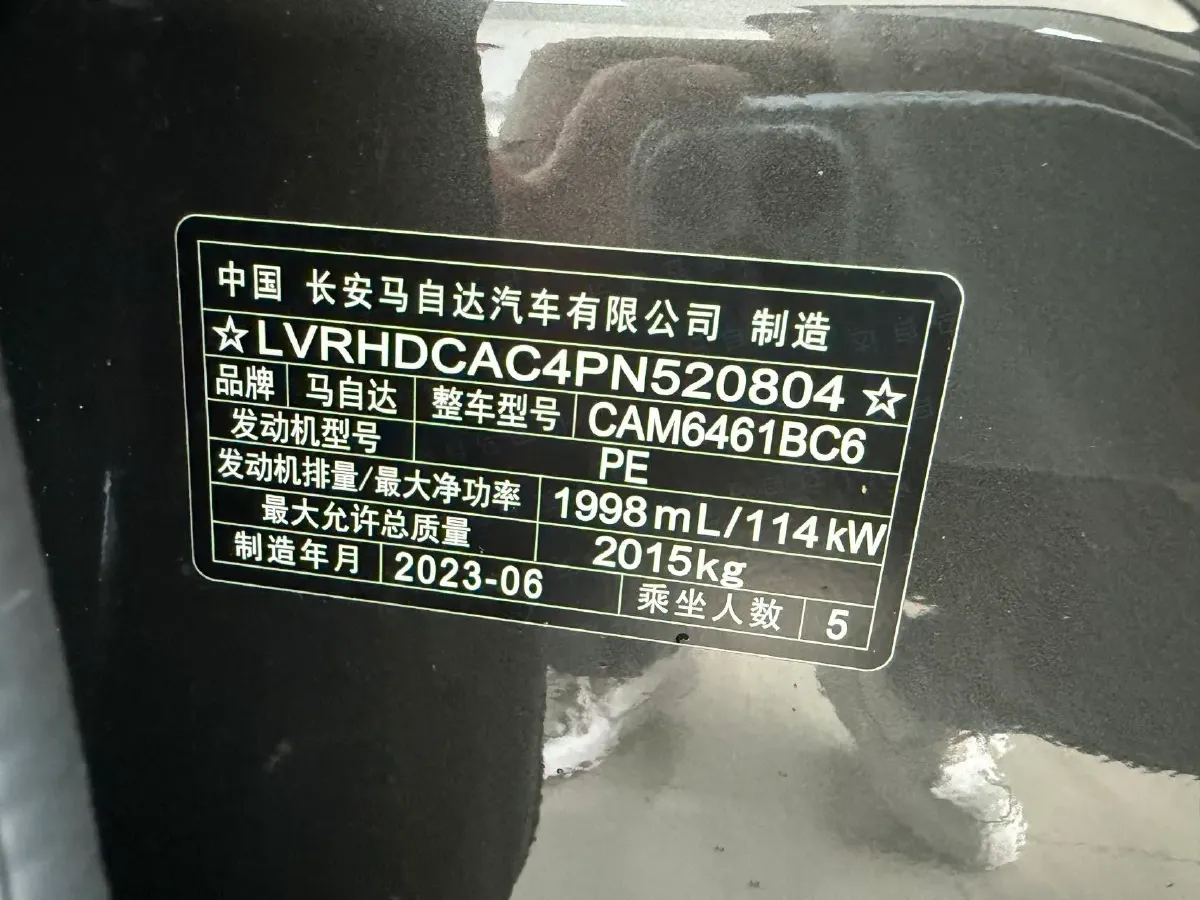 中国 长安马自达汽车有限公司 制造
☆LVRHDCAC4PN520804☆
品牌 马自达 整车型号 CAM6461BC6
发动机型号 PE
发动机排量/最大净功率 1998mL/114kW
最大允许总质量 2015kg
制造年月 2023-06 乘坐人数 5